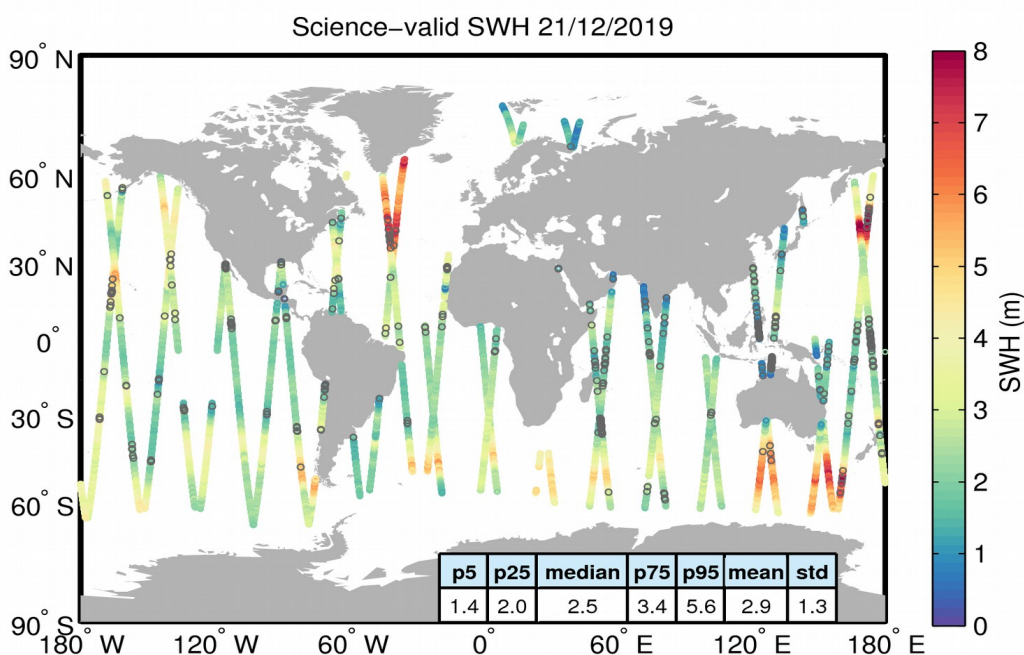 Science−valid SWH 21/12/2019
90° N
60° N
30° N
0°
30° S
60° S
90° S
180° W
120° W
60° W
0°
60° E
120° E
180° E
p5 p25 median p75 p95 mean std
1.4 2.0 2.5 3.4 5.6 2.9 1.3
8
7
6
5
4
3
2
1
0
SWH (m)